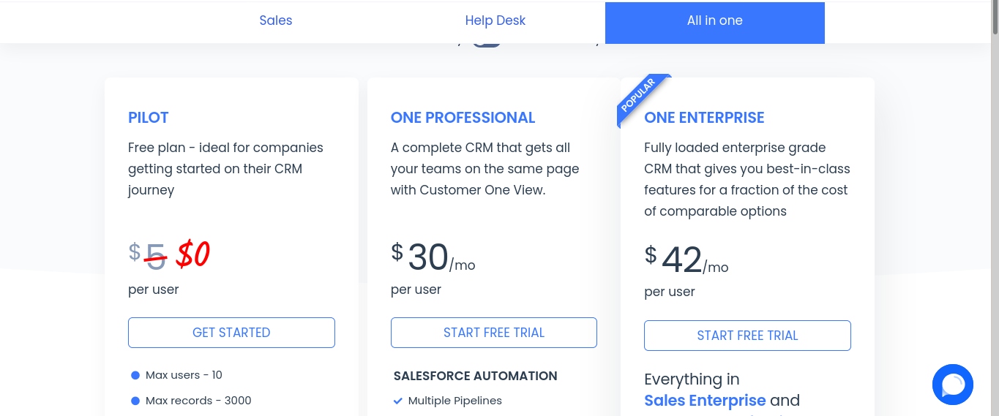 Sales
Help Desk
All in one
POPULAR
PILOT
Free plan - ideal for companies
getting started on their CRM
journey
$5 $0
per user
GET STARTED
Max users - 10
Max records - 3000
ONE PROFESSIONAL
A complete CRM that gets all
your teams on the same page
with Customer One View.
$30/mo
per user
START FREE TRIAL
SALESFORCE AUTOMATION
Multiple Pipelines
ONE ENTERPRISE
Fully loaded enterprise grade
CRM that gives you best-in-class
features for a fraction of the cost
of comparable options
$42/mo
per user
START FREE TRIAL
Everything in
Sales Enterprise and